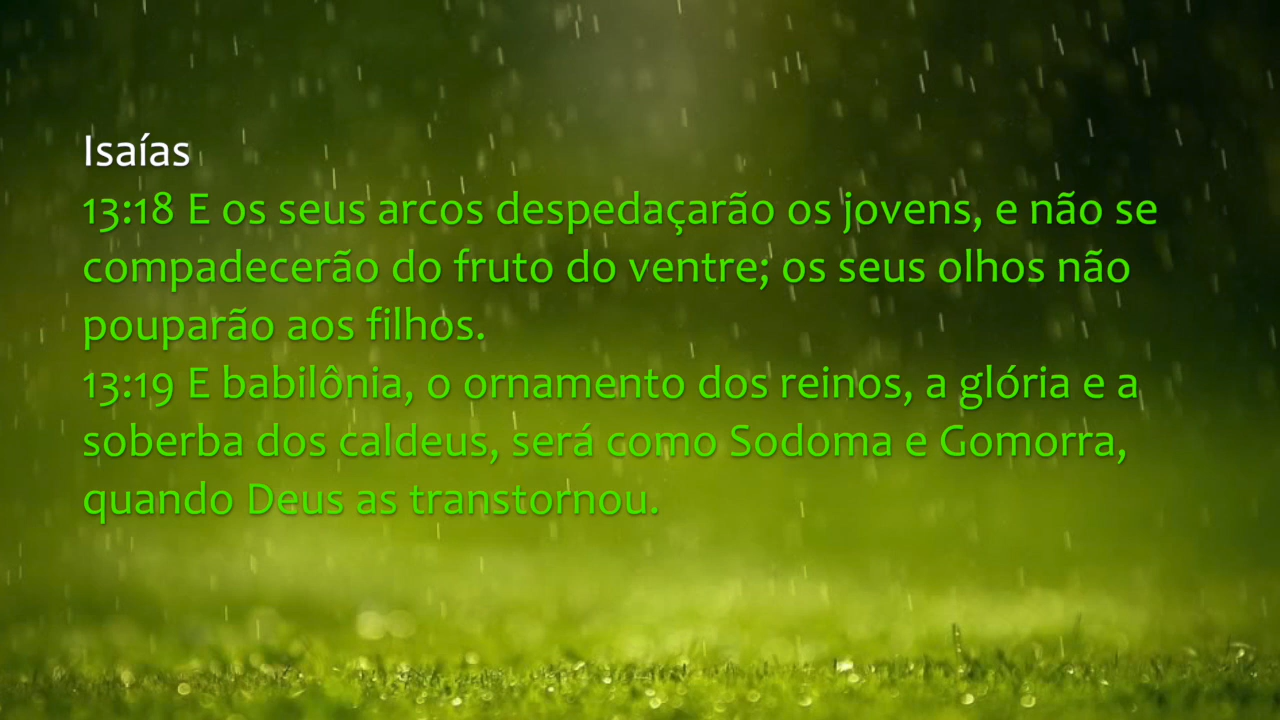 Isaías
13:18 E os seus arcos despedaçarão os jovens, e não se
compadecerão do fruto do ventre; os seus olhos não
pouparão aos filhos.
13:19 E babilônia, o ornamento dos reinos, a glória e a
soberba dos caldeus, será como Sodoma e Gomorra,
quando Deus as transtornou.